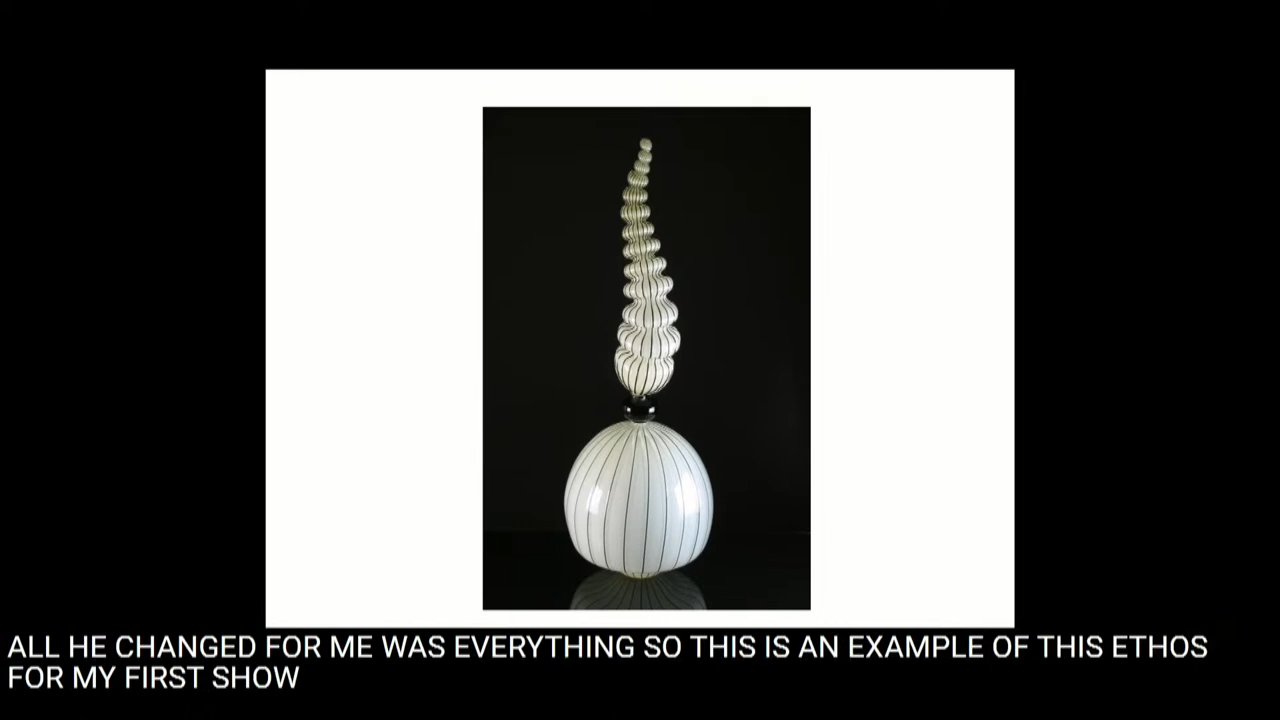 ALL HE CHANGED FOR ME WAS EVERYTHING SO THIS IS AN EXAMPLE OF THIS ETHOS
FOR MY FIRST SHOW